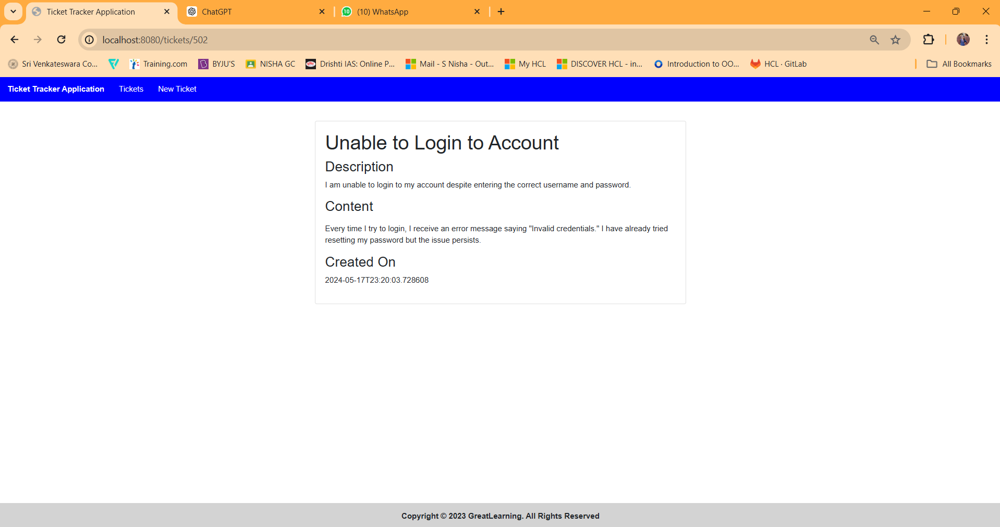 Ticket Tracker Application
ChatGPT
10
(10) WhatsApp
localhost:8080/tickets/502
Sri Venkateswara Co...
Training.com
BYJU'S
NISHA GC
Drishti IAS: Online P...
Mail - S Nisha - Out...
My HCL
DISCOVER HCL - in...
Introduction to OO...
HCL · GitLab
All Bookmarks
Ticket Tracker Application
Tickets
New Ticket
Unable to Login to Account
Description
I am unable to login to my account despite entering the correct username and password.
Content
Every time I try to login, I receive an error message saying "Invalid credentials." I have already tried
resetting my password but the issue persists.
Created On
2024-05-17T23:20:03.728608
Copyright © 2023 GreatLearning. All Rights Reserved